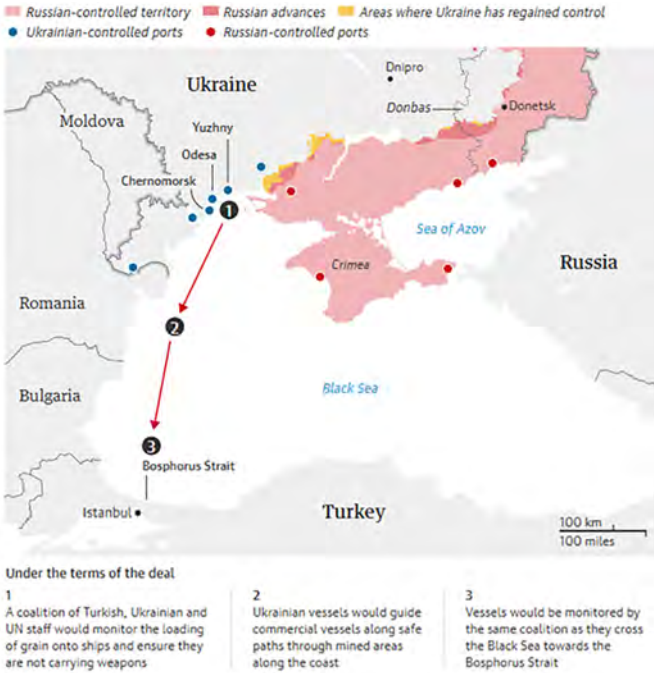 Russian-controlled territory Russian advances Areas where Ukraine has regained control
Ukrainian-controlled ports Russian-controlled ports
Dnipro
Ukraine
Donbas
Donetsk
Moldova
Yuzhny
Odesa
Chernomorsk
1
Sea of Azov
Russia
Crimea
Romania
2
Black Sea
Bulgaria
3
Bosphorus Strait
Istanbul
Turkey
100 km
100 miles
Under the terms of the deal
1
A coalition of Turkish, Ukrainian and
UN staff would monitor the loading
of grain onto ships and ensure they
are not carrying weapons
2
Ukrainian vessels would guide
commercial vessels along safe
paths through mined areas
along the coast
3
Vessels would be monitored by
the same coalition as they cross
the Black Sea towards the
Bosphorus Strait